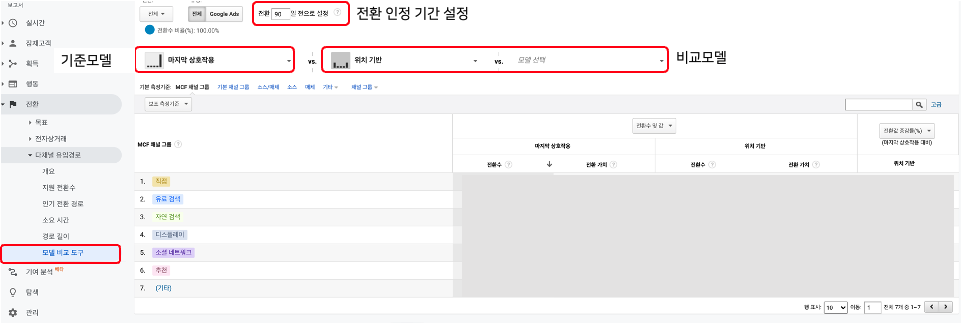 보고서
실시간
잠재고객
획득
행동
전환
목표
전자상거래
다채널 유입경로
개요
지원 전환수
인기 전환 경로
소요 시간
경로 길이
모델 비교 도구
기여 분석 베타
탐색
관리
전체
전체 Google Ads
전환 90 일 전으로 설정 ?
전환 인정 기간 설정
전환수 비율(%): 100.00%
기준모델
마지막 상호작용
vs.
위치 기반
vs. 모델 선택
비교모델
기본 측정기준: MCF 채널 그룹 기본 채널 그룹 소스/매체 소스 매체 기타 채널 그룹
보조 측정기준
고급
MCF 채널 그룹 ?
전환수 및 값
전환값 증감률(%)
(마지막 상호작용 대비)
마지막 상호작용
위치 기반
위치 기반
전환수 ? 전환 가치 ? 전환수 ? 전환 가치 ?
1. 직접
2. 유료 검색
3. 자연 검색
4. 디스플레이
5. 소셜 네트워크
6. 추천
7. (기타)
행 표시: 10 이동: 1 전체 7개 중 1–7